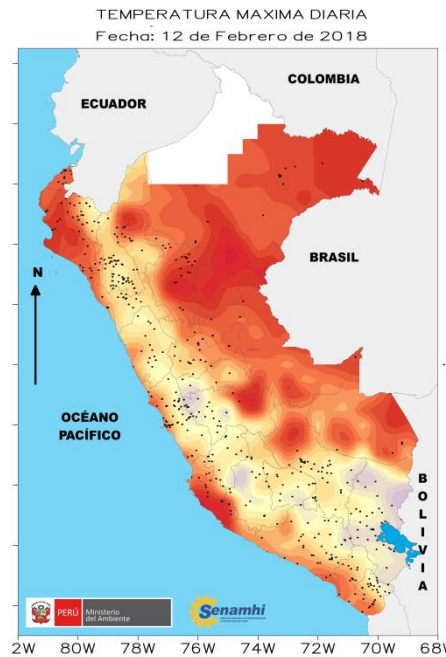 TEMPERATURA MAXIMA DIARIA
Fecha: 12 de Febrero de 2018
COLOMBIA
ECUADOR
BRASIL
N
OCÉANO
PACÍFICO
BOLIVIA
PERÚ
Ministerio
del Ambiente
Senamhi
2W 80W 78W 76W 74W 72W 70W 68W